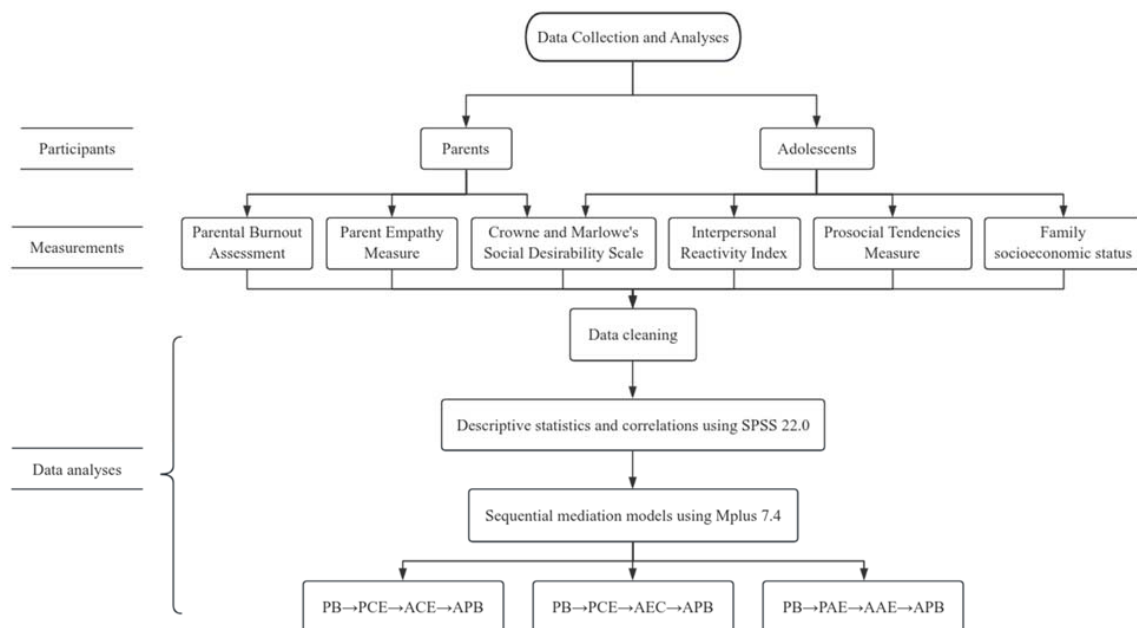 Data Collection and Analyses
Participants
Parents
Adolescents
Measurements
Parental Burnout
Assessment
Parent Empathy
Measure
Crowne and Marlowe's
Social Desirability Scale
Interpersonal
Reactivity Index
Prosocial Tendencies
Measure
Family
socioeconomic status
Data cleaning
Descriptive statistics and correlations using SPSS 22.0
Data analyses
Sequential mediation models using Mplus 7.4
PB→PCE→ACE→APB
PB→PCE→AEC→APB
PB→PAE→AAE→APB